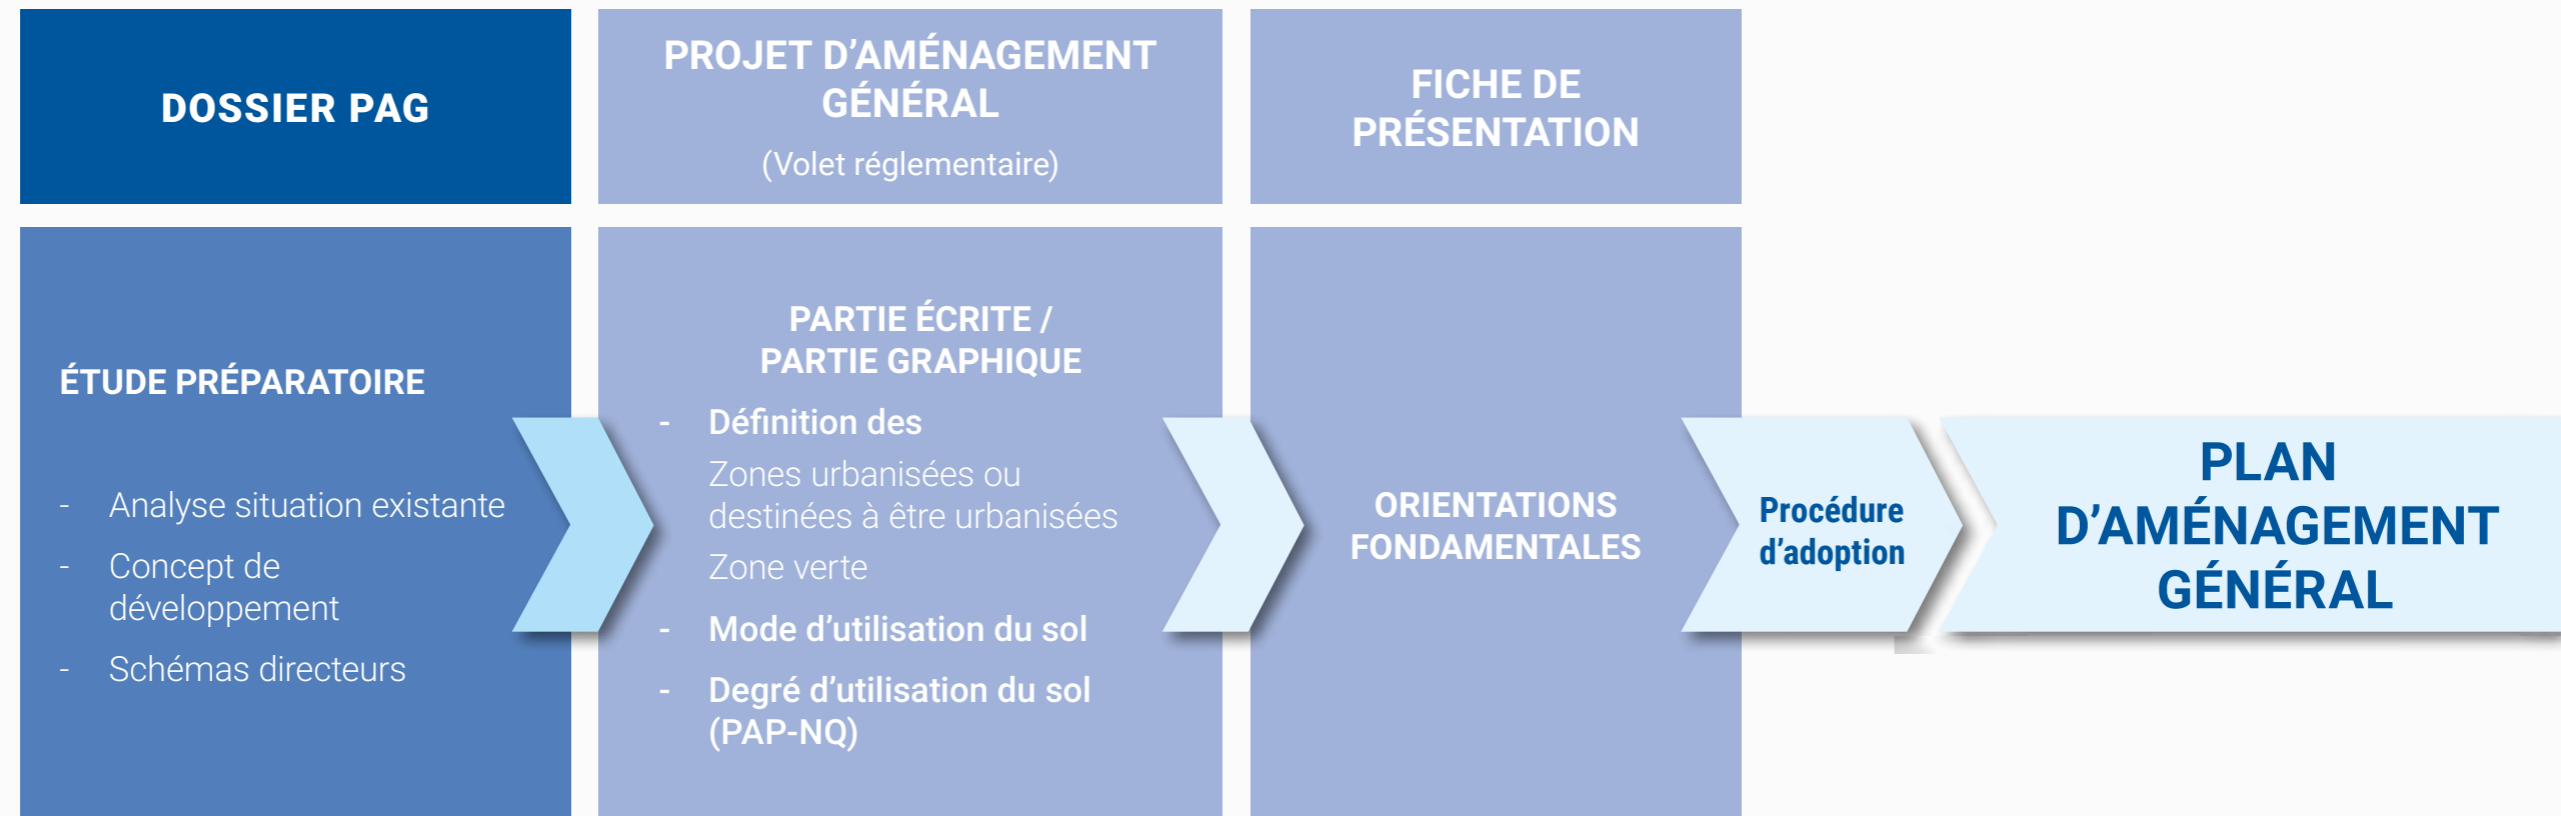 DOSSIER PAG
PROJET D’AMÉNAGEMENT
GÉNÉRAL
(Volet réglementaire)
FICHE DE
PRÉSENTATION
ÉTUDE PRÉPARATOIRE
- Analyse situation existante
- Concept de
développement
- Schémas directeurs
PARTIE ÉCRITE /
PARTIE GRAPHIQUE
- Définition des
Zones urbanisées ou
destinées à être urbanisées
Zone verte
- Mode d’utilisation du sol
- Degré d’utilisation du sol
(PAP-NQ)
ORIENTATIONS
FONDAMENTALES
Procédure
d’adoption
PLAN
D’AMÉNAGEMENT
GÉNÉRAL